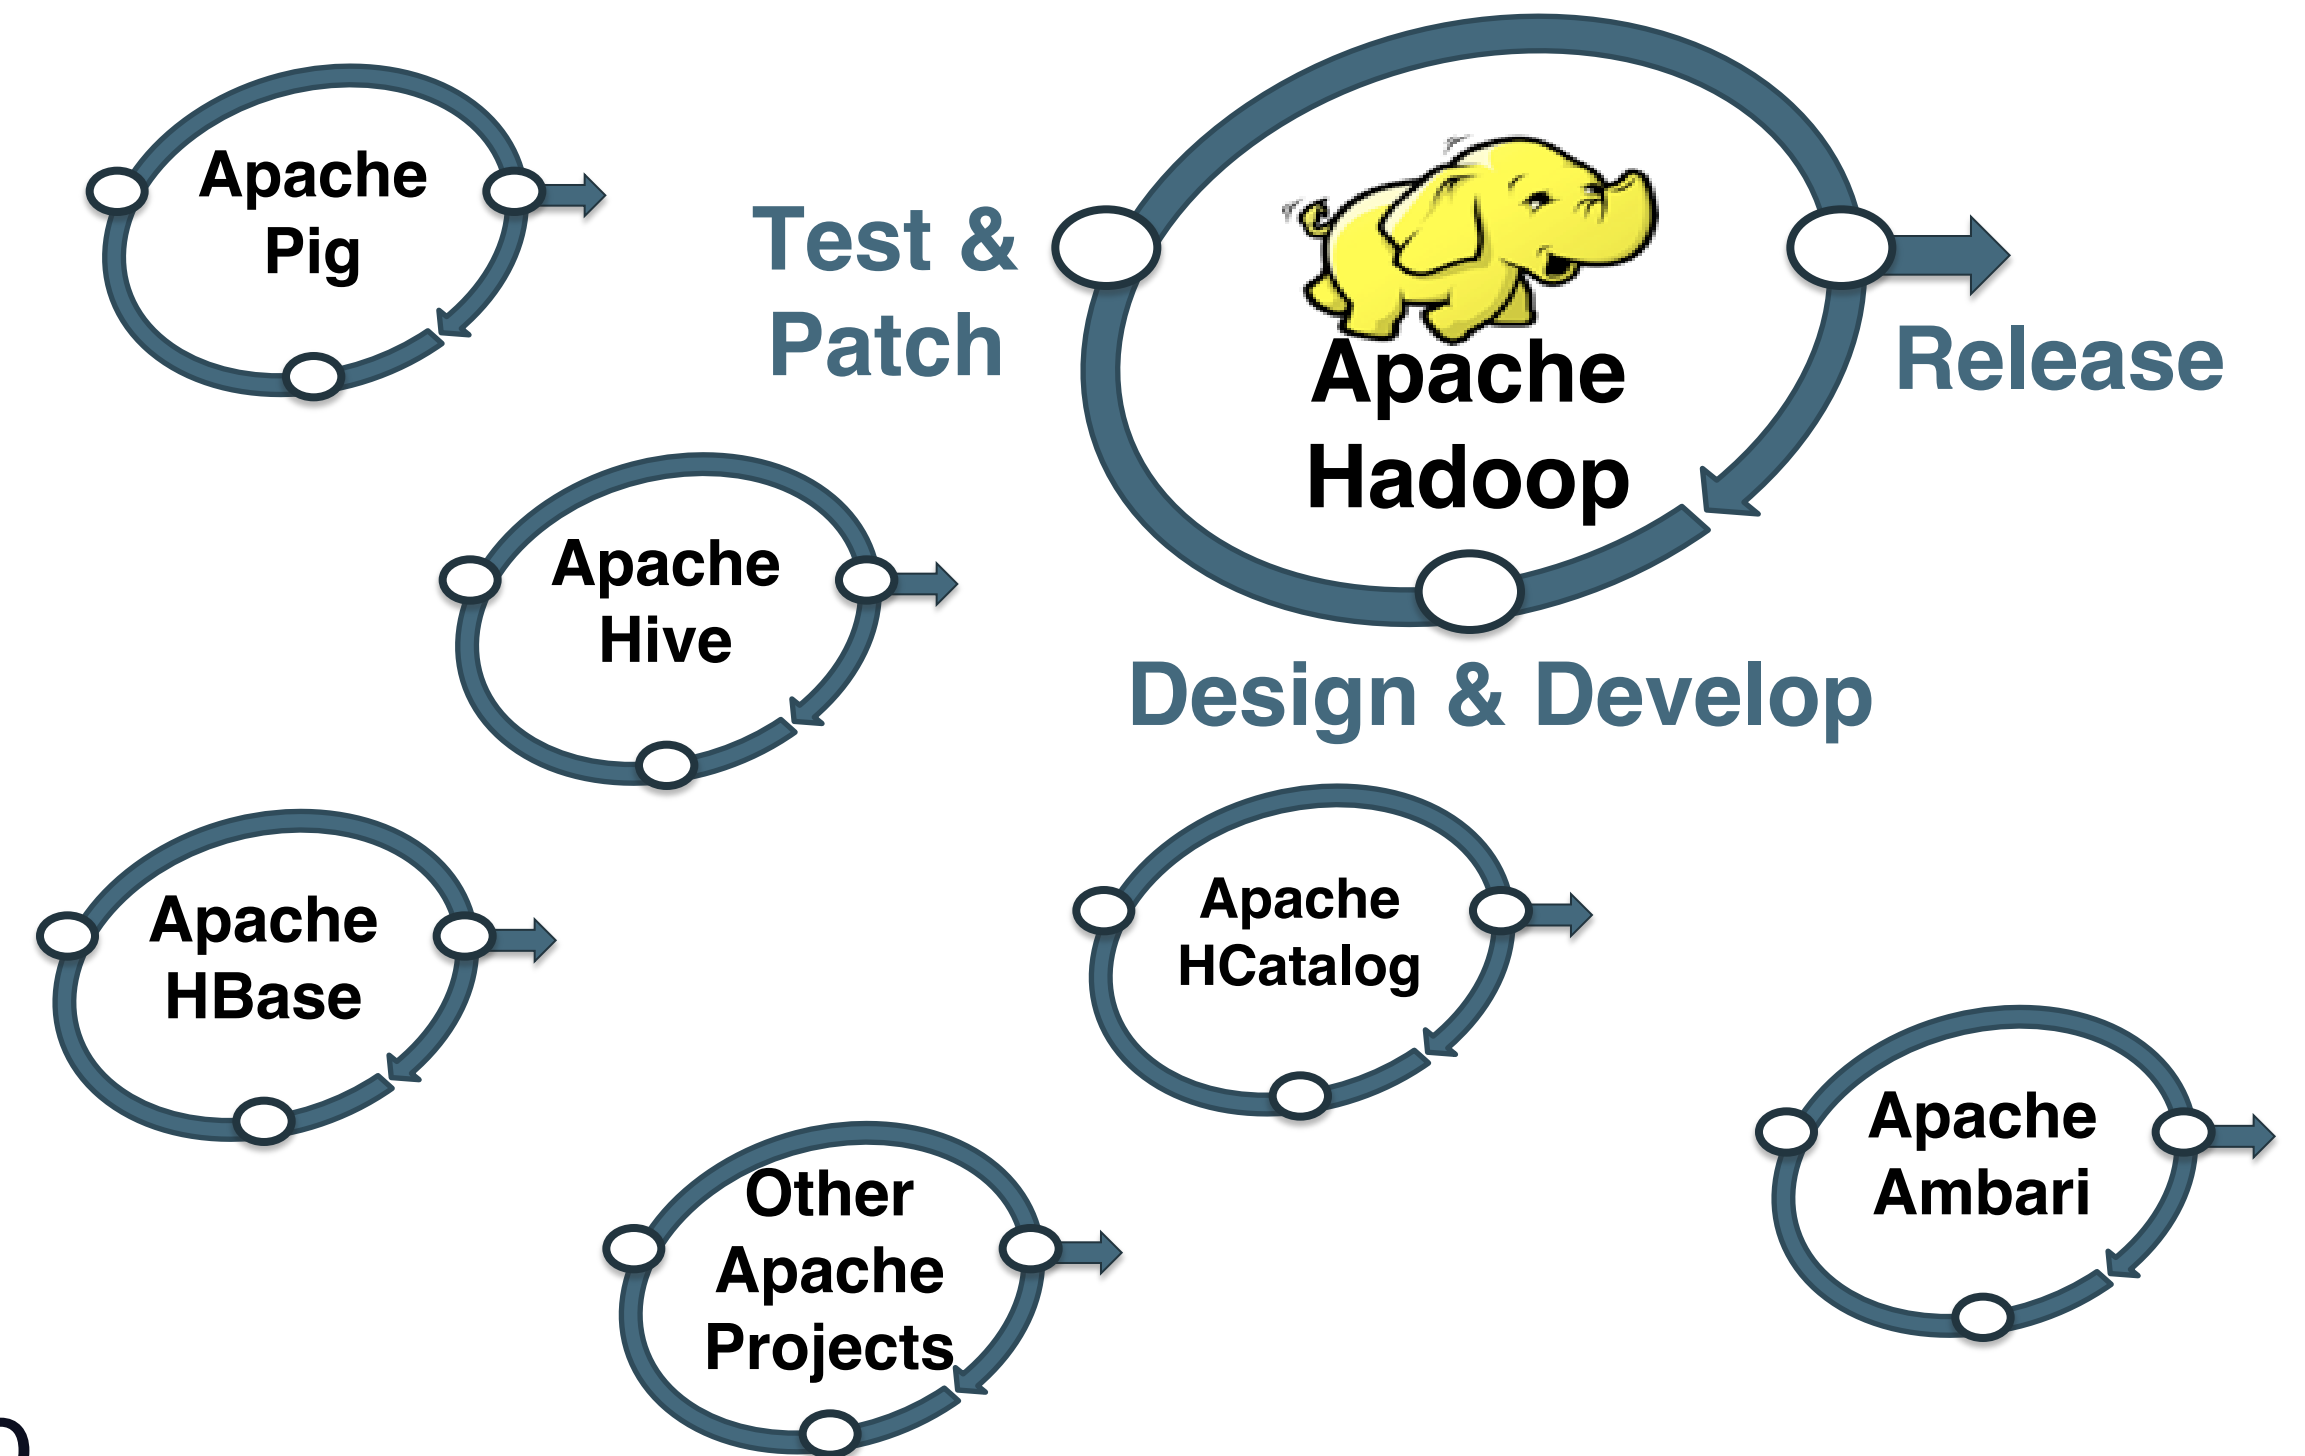 Apache
Pig
Test &
Patch
Apache
Hadoop
Release
Apache
Hive
Design & Develop
Apache
HBase
Apache
HCatalog
Apache
Ambari
Other
Apache
Projects